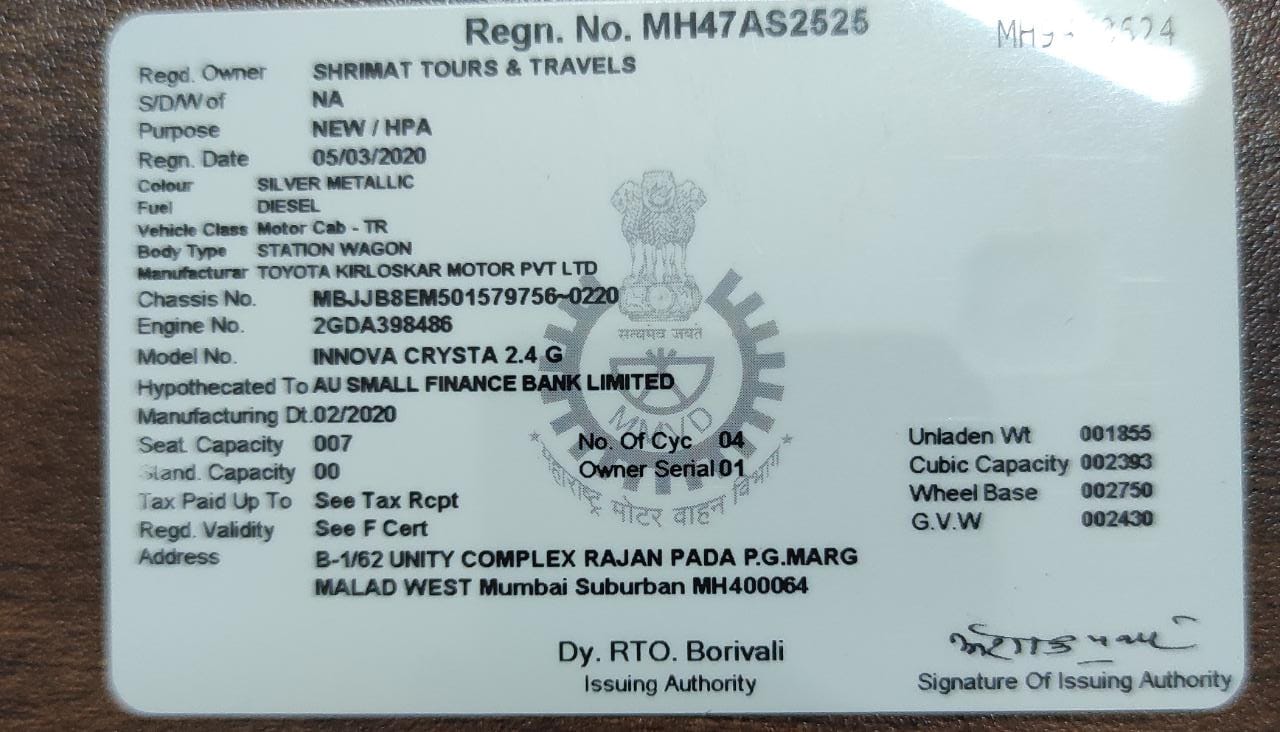 Regn. No. MH47AS2525
Regd. Owner SHRIMAT TOURS & TRAVELS
S/D/W of NA
Purpose NEW / HPA
Regn. Date 05/03/2020
Colour SILVER METALLIC
Fuel DIESEL
Vehicle Class Motor Cab - TR
Body Type STATION WAGON
Manufacturar TOYOTA KIRLOSKAR MOTOR PVT LTD
Chassis No. MBJJB8EM501579756~0220
Engine No. 2GDA398486
सत्यमेव जयते
Model No. INNOVA CRYSTA 2.4 G
Hypothecated To AU SMALL FINANCE BANK LIMITED
Manufacturing Dt.02/2020
MMVD
Seat Capacity 007 No. Of Cyc 04 Unladen Wt 001855
Stand. Capacity 00 Owner Serial 01 Cubic Capacity 002393
Tax Paid Up To See Tax Rcpt Wheel Base 002750
महाराष्ट्र मोटर वाहन विभाग
Regd. Validity See F Cert G.V.W 002430
Address B-1/62 UNITY COMPLEX RAJAN PADA P.G.MARG
MALAD WEST Mumbai Suburban MH400064
Dy. RTO. Borivali
Issuing Authority Signature Of Issuing Authority